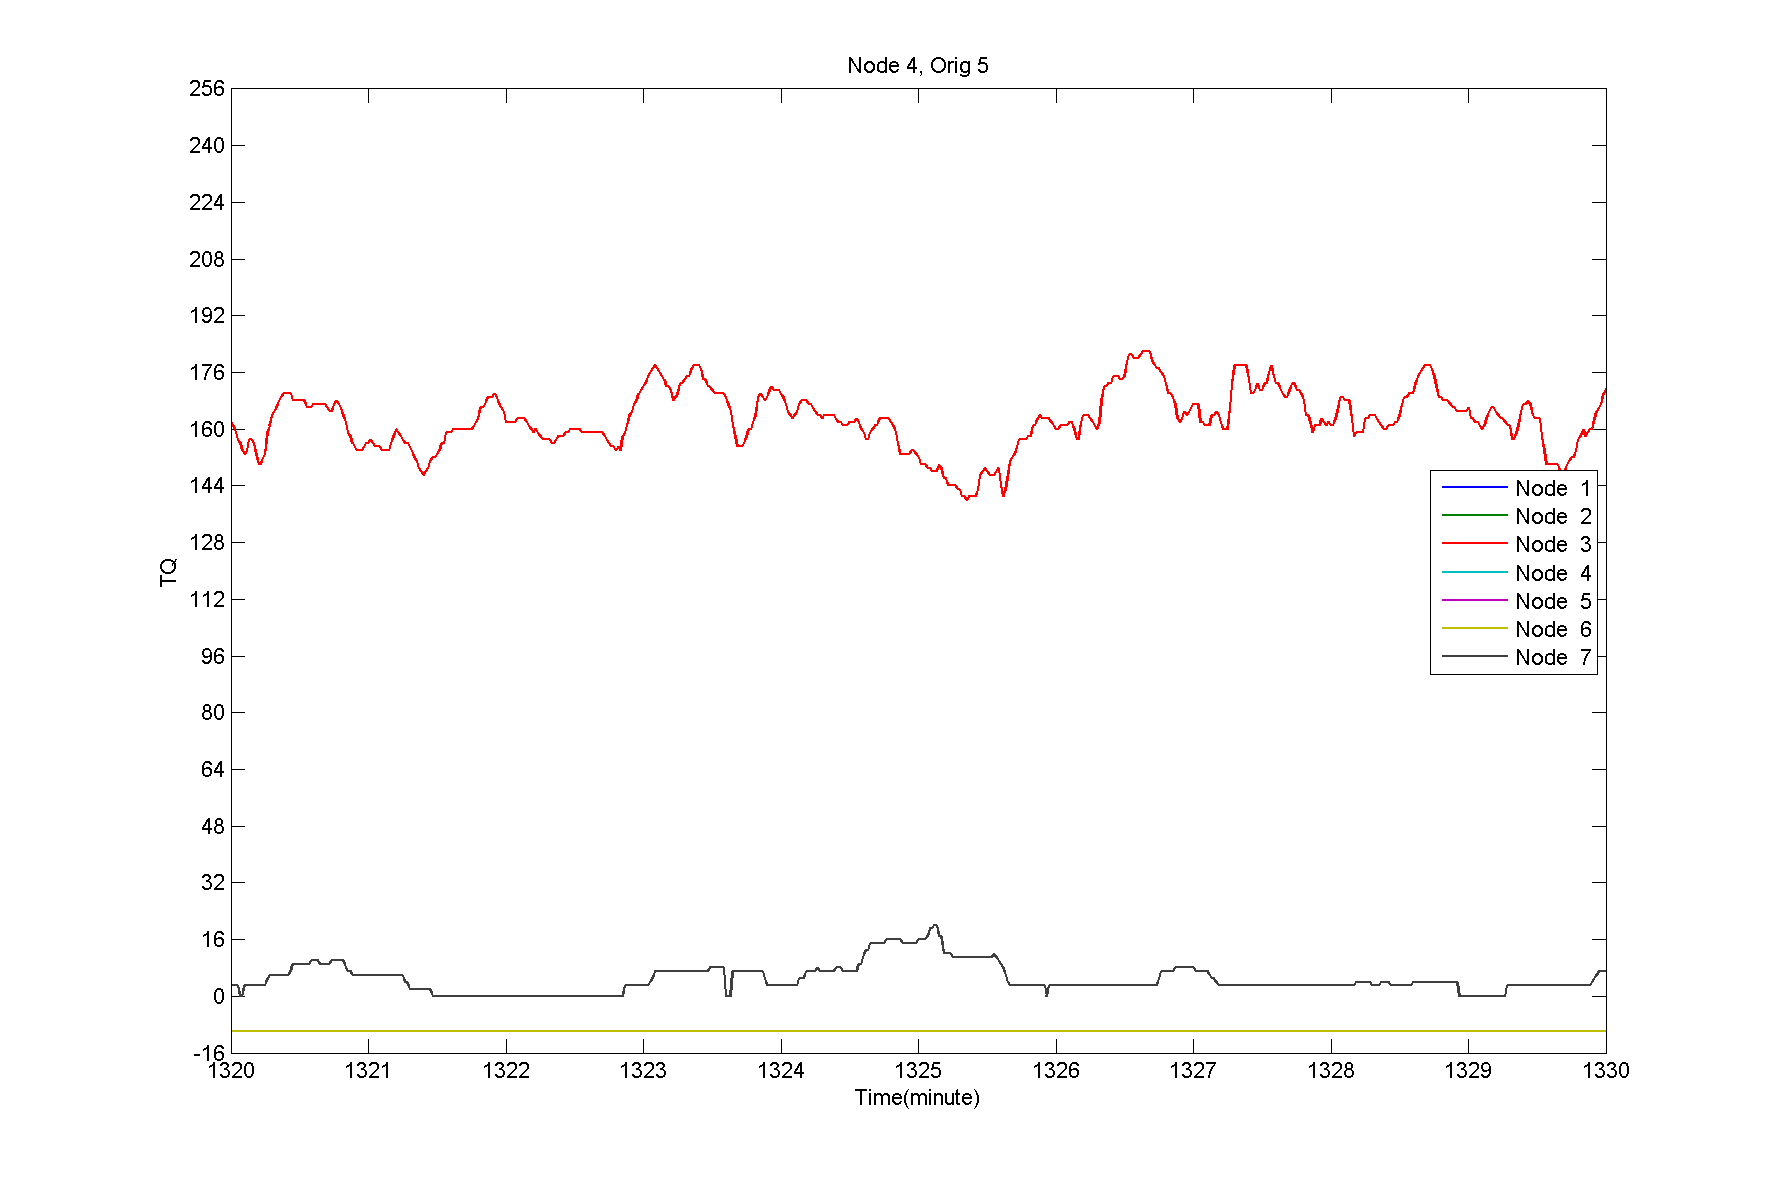 Node 4, Orig 5
256
240
224
208
192
176
160
144
128
112
96
80
64
48
32
16
0
-16
TQ
Node 1
Node 2
Node 3
Node 4
Node 5
Node 6
Node 7
1320 1321 1322 1323 1324 1325 1326 1327 1328 1329 1330
Time(minute)